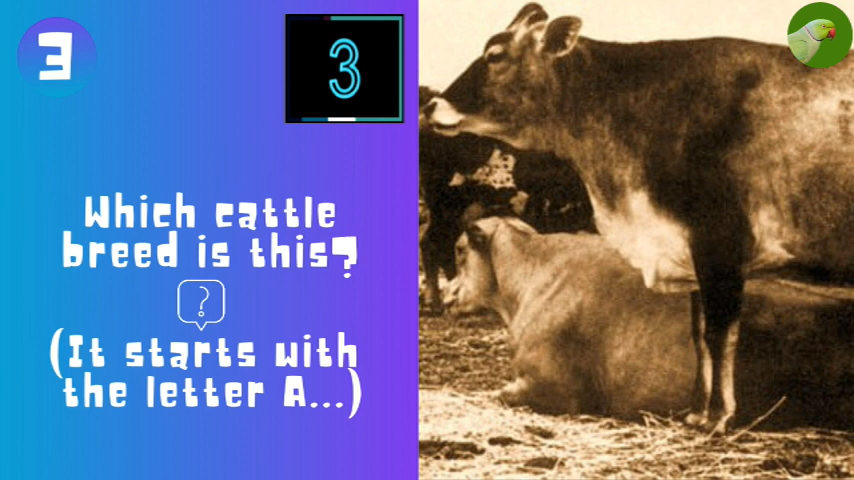 3
3
Which cattle
breed is this?
?
(It starts with
the letter A...)